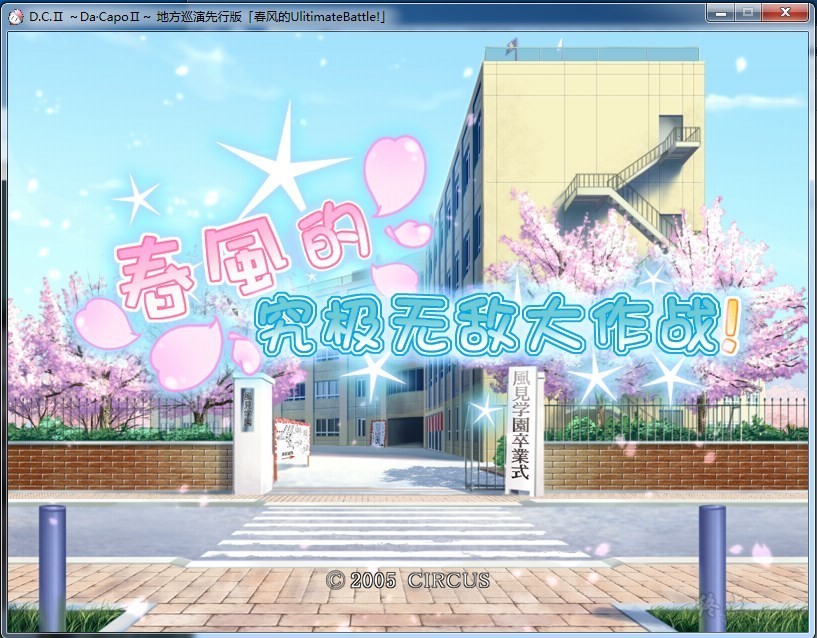 D.C.Ⅱ ～Da·CapoⅡ～ 地方巡演先行版「春风的UlitimateBattle!」
春風的
究极无敌大作战!
風見学園卒業式
© 2005 CIRCUS